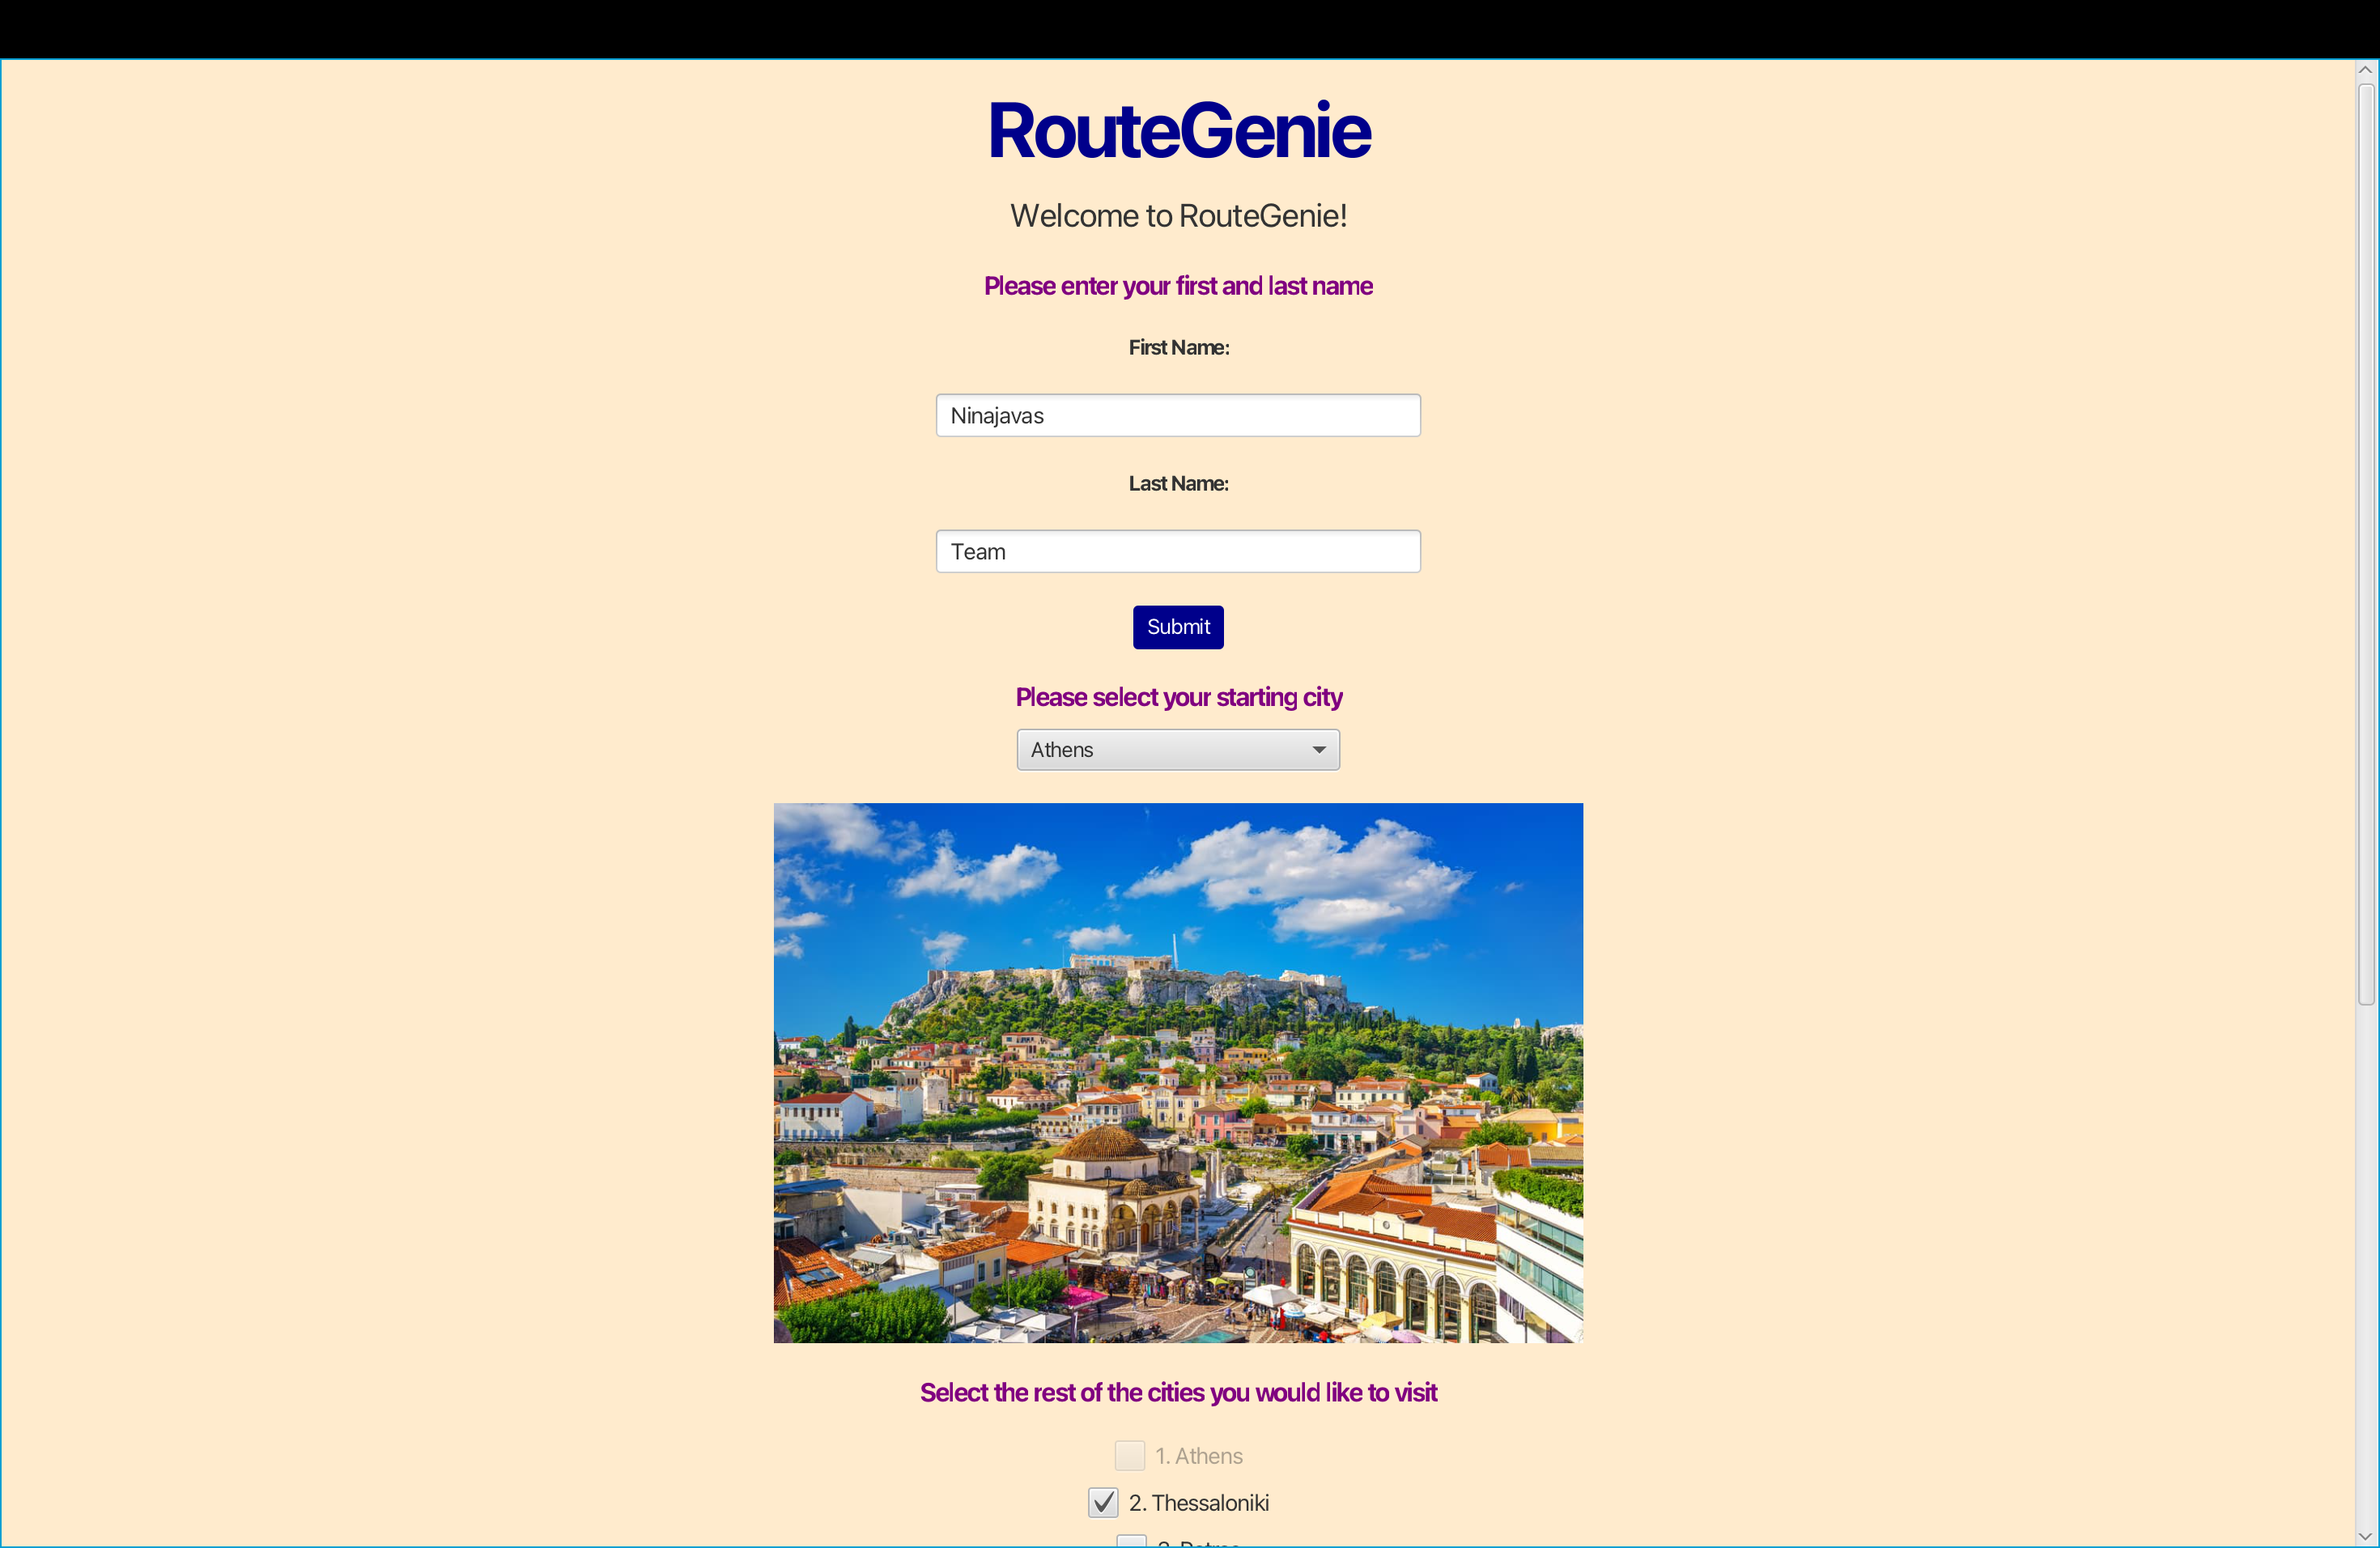 RouteGenie
Welcome to RouteGenie!
Please enter your first and last name
First Name:
Ninajavas
Last Name:
Team
Submit
Please select your starting city
Athens
Select the rest of the cities you would like to visit
1. Athens
2. Thessaloniki